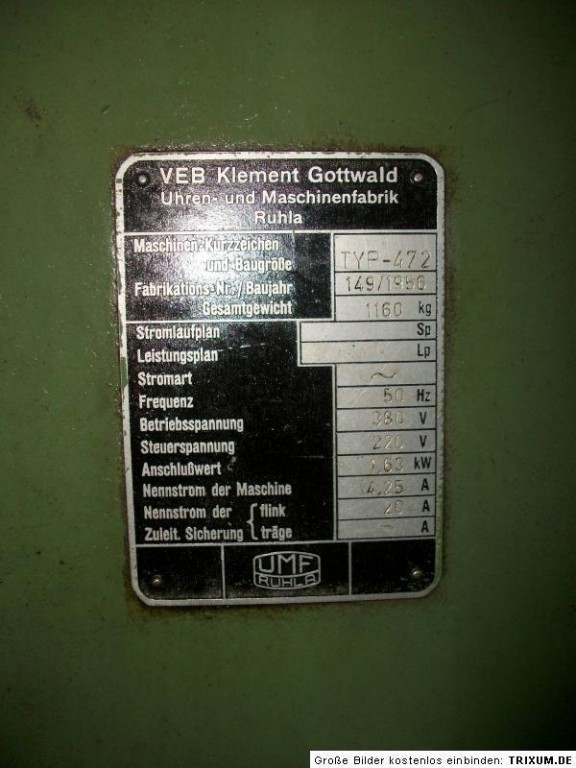 VEB Klement Gottwald
Uhren- und Maschinenfabrik
Ruhla
Maschinen-Kurzzeichen
und Baugröße TYP-472
Fabrikations-Nr./Baujahr 149/1956
Gesamtgewicht 1160 kg
Stromlaufplan Sp
Leistungsplan Lp
Stromart ~
Frequenz 50 Hz
Betriebsspannung 380 V
Steuerspannung 220 V
Anschlußwert kW
Nennstrom der Maschine 4,25 A
Nennstrom der flink 20 A
Zuleit. Sicherung träge – A
UMF
RUHLA
Große Bilder kostenlos einbinden: TRIXUM.DE